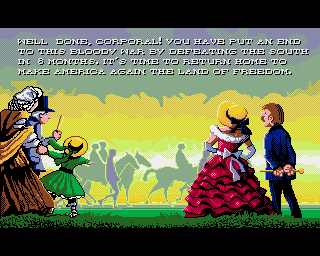 WELL DONE, CORPORAL! YOU HAVE PUT AN END
TO THIS BLOODY WAR BY DEFEATING THE SOUTH
IN 8 MONTHS. IT'S TIME TO RETURN HOME TO
MAKE AMERICA AGAIN THE LAND OF FREEDOM.